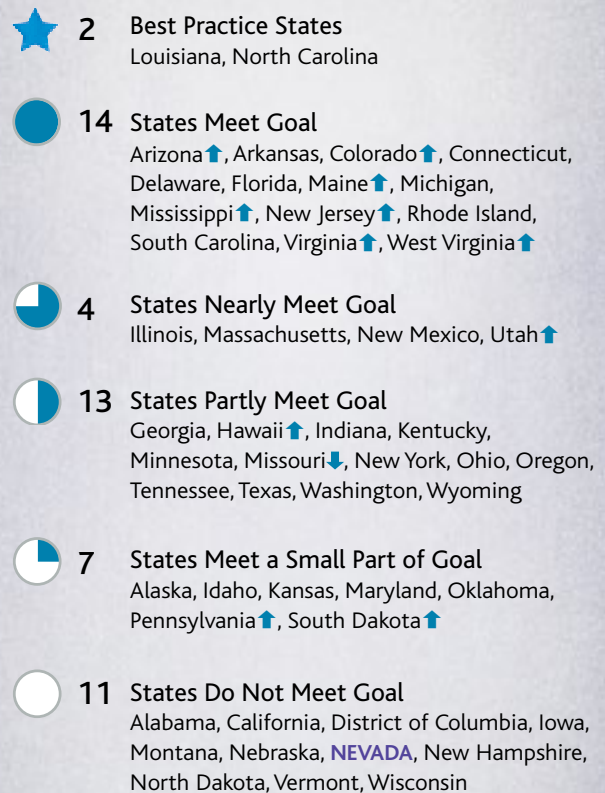 2 Best Practice States
Louisiana, North Carolina
14 States Meet Goal
Arizona⬆, Arkansas, Colorado⬆, Connecticut,
Delaware, Florida, Maine⬆, Michigan,
Mississippi⬆, New Jersey⬆, Rhode Island,
South Carolina, Virginia⬆, West Virginia⬆
4 States Nearly Meet Goal
Illinois, Massachusetts, New Mexico, Utah⬆
13 States Partly Meet Goal
Georgia, Hawaii⬆, Indiana, Kentucky,
Minnesota, Missouri⬇, New York, Ohio, Oregon,
Tennessee, Texas, Washington, Wyoming
7 States Meet a Small Part of Goal
Alaska, Idaho, Kansas, Maryland, Oklahoma,
Pennsylvania⬆, South Dakota⬆
11 States Do Not Meet Goal
Alabama, California, District of Columbia, Iowa,
Montana, Nebraska, NEVADA, New Hampshire,
North Dakota, Vermont, Wisconsin